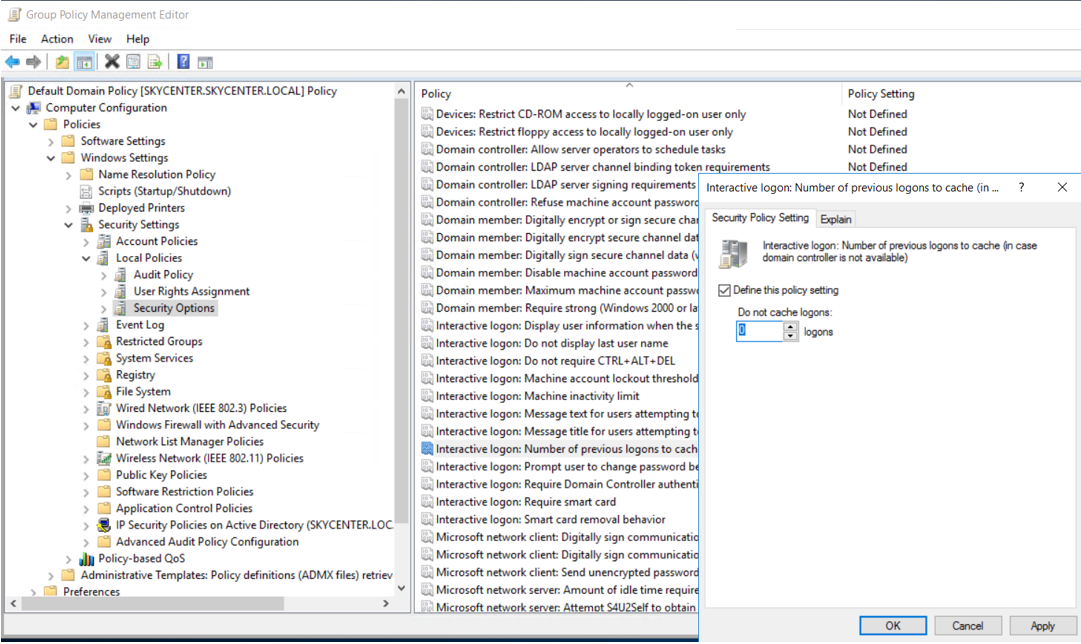 Group Policy Management Editor
File Action View Help
Default Domain Policy [SKYCENTER.SKYCENTER.LOCAL] Policy
Computer Configuration
Policies
Software Settings
Windows Settings
Name Resolution Policy
Scripts (Startup/Shutdown)
Deployed Printers
Security Settings
Account Policies
Local Policies
Audit Policy
User Rights Assignment
Security Options
Event Log
Restricted Groups
System Services
Registry
File System
Wired Network (IEEE 802.3) Policies
Windows Firewall with Advanced Security
Network List Manager Policies
Wireless Network (IEEE 802.11) Policies
Public Key Policies
Software Restriction Policies
Application Control Policies
IP Security Policies on Active Directory (SKYCENTER.LOC
Advanced Audit Policy Configuration
Policy-based QoS
Administrative Templates: Policy definitions (ADMX files) retriev
Preferences
Policy Policy Setting
Devices: Restrict CD-ROM access to locally logged-on user only Not Defined
Devices: Restrict floppy access to locally logged-on user only Not Defined
Domain controller: Allow server operators to schedule tasks Not Defined
Domain controller: LDAP server channel binding token requirements Not Defined
Domain controller: LDAP server signing requirements
Domain controller: Refuse machine account password
Domain member: Digitally encrypt or sign secure chan
Domain member: Digitally encrypt secure channel dat
Domain member: Digitally sign secure channel data (v
Domain member: Disable machine account password
Domain member: Maximum machine account passwo
Domain member: Require strong (Windows 2000 or la
Interactive logon: Display user information when the s
Interactive logon: Do not display last user name
Interactive logon: Do not require CTRL+ALT+DEL
Interactive logon: Machine account lockout threshold
Interactive logon: Machine inactivity limit
Interactive logon: Message text for users attempting to
Interactive logon: Message title for users attempting to
Interactive logon: Number of previous logons to cach
Interactive logon: Prompt user to change password be
Interactive logon: Require Domain Controller authenti
Interactive logon: Require smart card
Interactive logon: Smart card removal behavior
Microsoft network client: Digitally sign communicatio
Microsoft network client: Digitally sign communicatio
Microsoft network client: Send unencrypted password
Microsoft network server: Amount of idle time require
Microsoft network server: Attempt S4U2Self to obtain
Interactive logon: Number of previous logons to cache (in ... ?
Security Policy Setting Explain
Interactive logon: Number of previous logons to cache (in case
domain controller is not available)
Define this policy setting
Do not cache logons:
0 logons
OK Cancel Apply